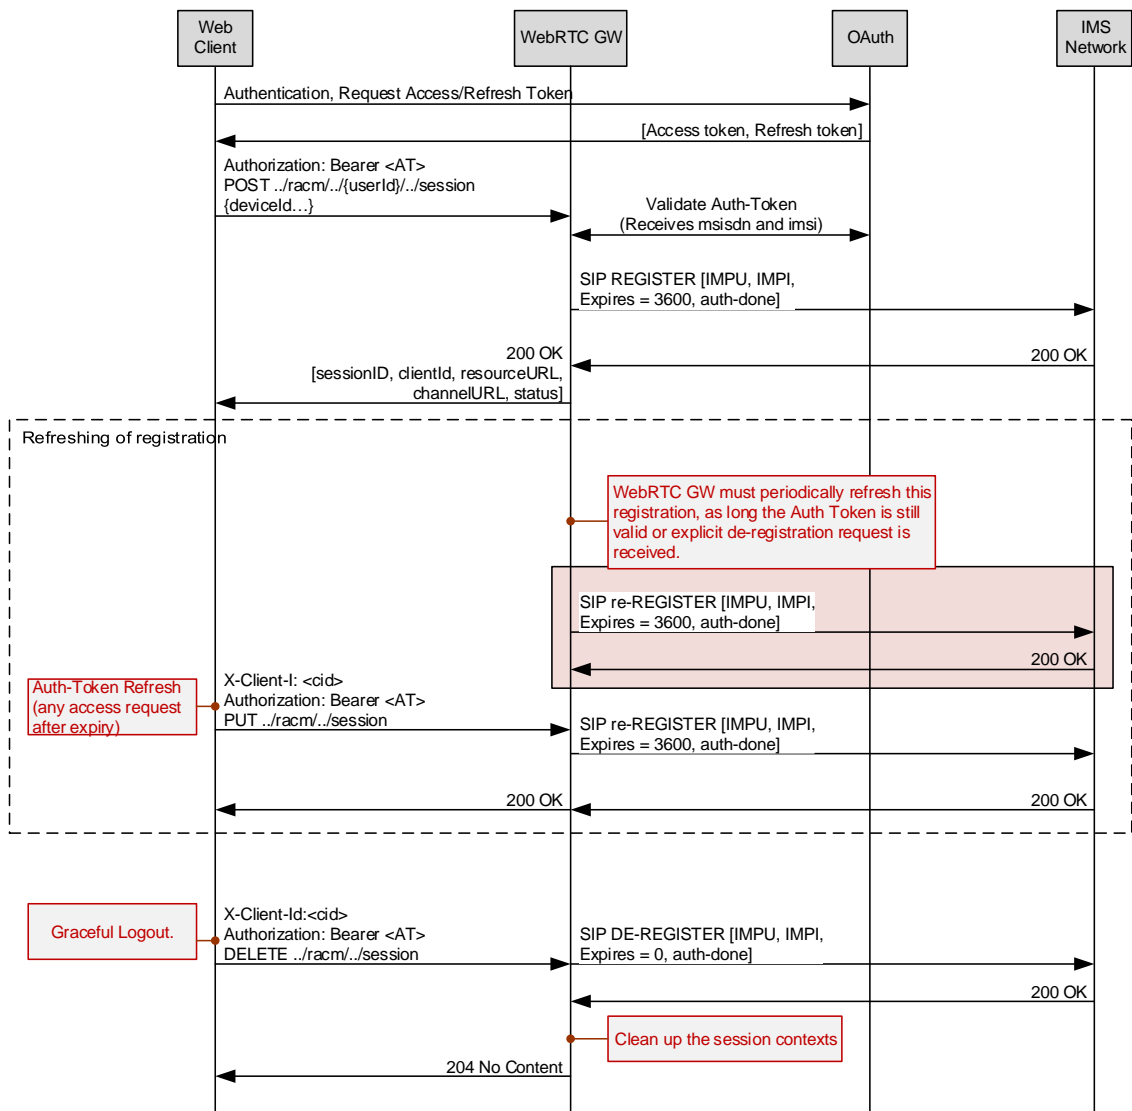 Web
Client
WebRTC GW
OAuth
IMS
Network
Authentication, Request Access/Refresh Token
[Access token, Refresh token]
Authorization: Bearer <AT>
POST ../racm/../{userId}/../session
{deviceId…}
Validate Auth-Token
(Receives msisdn and imsi)
SIP REGISTER [IMPU, IMPI,
Expires = 3600, auth-done]
200 OK
200 OK
[sessionID, clientId, resourceURL,
channelURL, status]
Refreshing of registration
WebRTC GW must periodically refresh this
registration, as long the Auth Token is still
valid or explicit de-registration request is
received.
SIP re-REGISTER [IMPU, IMPI,
Expires = 3600, auth-done]
200 OK
Auth-Token Refresh
(any access request
after expiry)
X-Client-I: <cid>
Authorization: Bearer <AT>
PUT ../racm/../session
SIP re-REGISTER [IMPU, IMPI,
Expires = 3600, auth-done]
200 OK
200 OK
Graceful Logout.
X-Client-Id:<cid>
Authorization: Bearer <AT>
DELETE ../racm/../session
SIP DE-REGISTER [IMPU, IMPI,
Expires = 0, auth-done]
200 OK
Clean up the session contexts
204 No Content